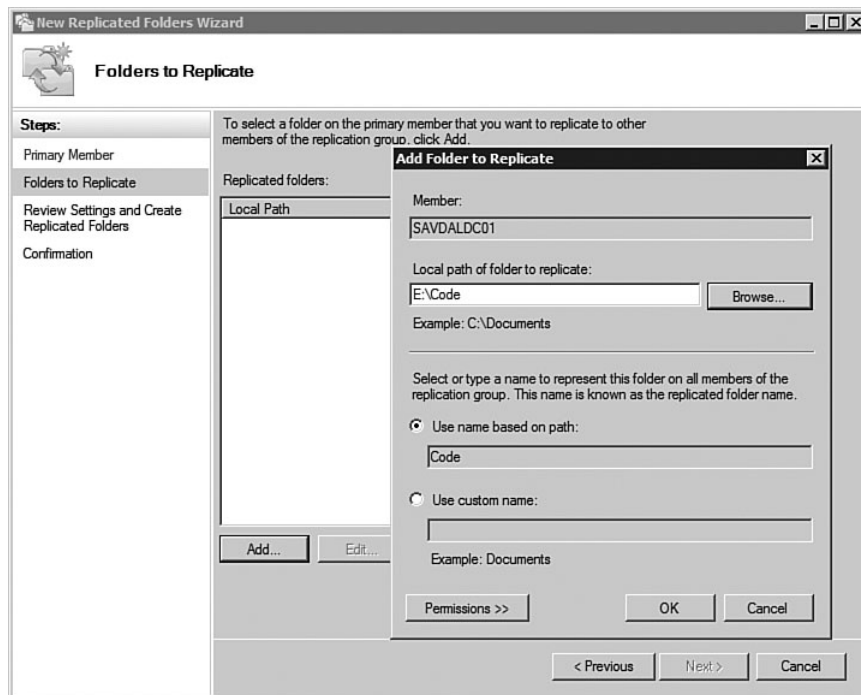 New Replicated Folders Wizard
Folders to Replicate
Steps:
Primary Member
Folders to Replicate
Review Settings and Create
Replicated Folders
Confirmation
To select a folder on the primary member that you want to replicate to other
members of the replication group, click Add.
Replicated folders:
Local Path
Add...
Edit...
Add Folder to Replicate
Member:
SAVDALDC01
Local path of folder to replicate:
E:\Code
Browse...
Example: C:\Documents
Select or type a name to represent this folder on all members of the
replication group. This name is known as the replicated folder name.
Use name based on path:
Code
Use custom name:
Example: Documents
Permissions >>
OK
Cancel
< Previous
Next >
Cancel